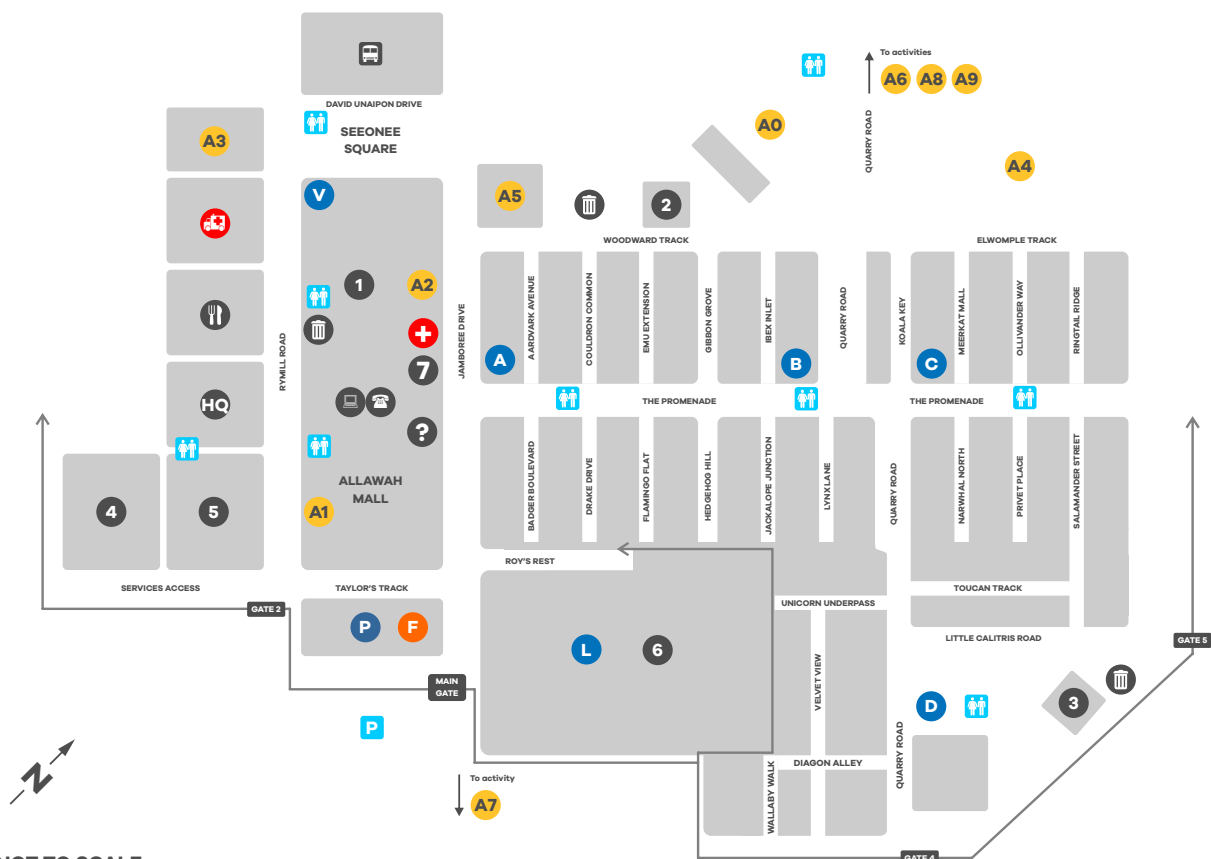 To activities
A6 A8 A9
DAVID UNAIPON DRIVE
SEEONEE
SQUARE
A0
A3
QUARRY ROAD
A4
V
A5
2
WOODWARD TRACK
ELWOMPLE TRACK
1
A2
RYMILL ROAD
JAMBOREE DRIVE
AARDVARK AVENUE
COULDRON COMMON
EMU EXTENSION
GIBBON GROVE
IBEX INLET
QUARRY ROAD
KOALA KEY
MEERKAT MALL
OLLIVANDER WAY
RINGTAIL RIDGE
A
B
C
7
HQ
?
THE PROMENADE
THE PROMENADE
ALLAWAH
MALL
A1
4
5
BADGER BOULEVARD
DRAKE DRIVE
FLAMINGO FLAT
HEDGEHOG HILL
JACKALOPE JUNCTION
LYNX LANE
QUARRY ROAD
NARWHAL NORTH
PRIVET PLACE
SALAMANDER STREET
ROY'S REST
SERVICES ACCESS
TAYLOR'S TRACK
TOUCAN TRACK
GATE 2
UNICORN UNDERPASS
P
F
LITTLE CALITRIS ROAD
GATE 5
L
6
VELVET VIEW
MAIN
GATE
D
3
P
QUARRY ROAD
N
To activity
A7
WALLABY WALK
DIAGON ALLEY
GATE 4
NOT TO SCALE